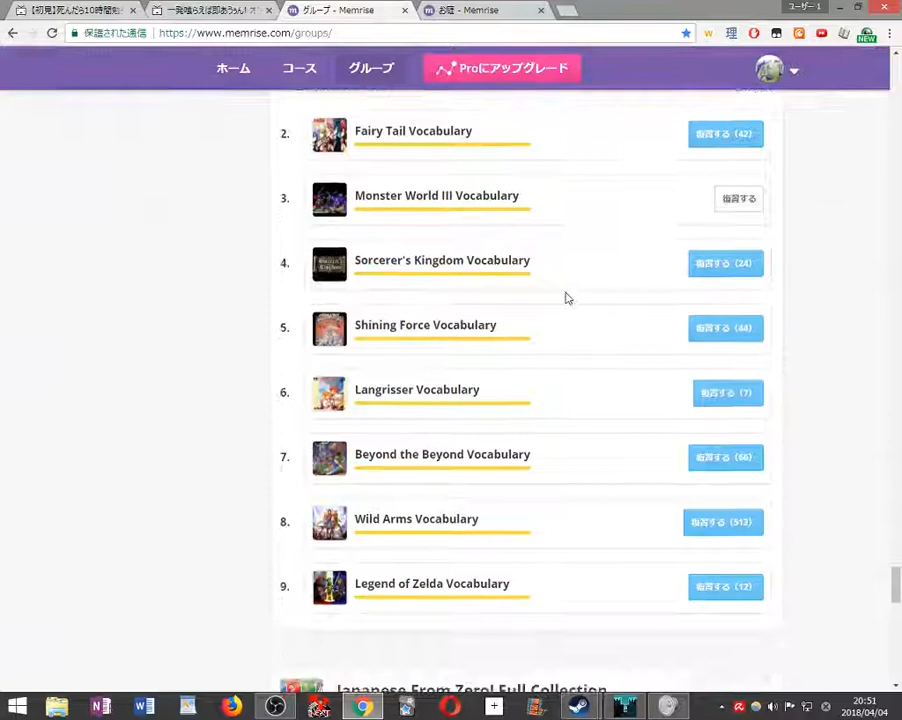 【初見】死んだら10時間勉
一発喰らえば即あうぅん! オ
グループ - Memrise
お庭 - Memrise
ユーザー 1
保護された通信 | https://www.memrise.com/groups/
NEW
ホーム
コース
グループ
Proにアップグレード
2. Fairy Tail Vocabulary 復習する (42)
3. Monster World III Vocabulary 復習する
4. Sorcerer's Kingdom Vocabulary 復習する (24)
5. Shining Force Vocabulary 復習する (44)
6. Langrisser Vocabulary 復習する (7)
7. Beyond the Beyond Vocabulary 復習する (66)
8. Wild Arms Vocabulary 復習する (513)
9. Legend of Zelda Vocabulary 復習する (12)
Japanese From Zero! Full Collection
20:51
2018/04/04